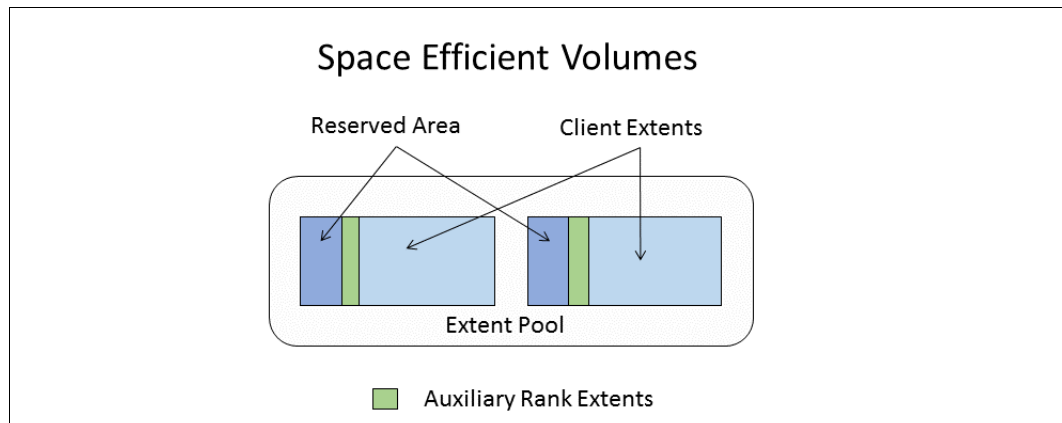 Space Efficient Volumes
Reserved Area
Client Extents
Extent Pool
Auxiliary Rank Extents